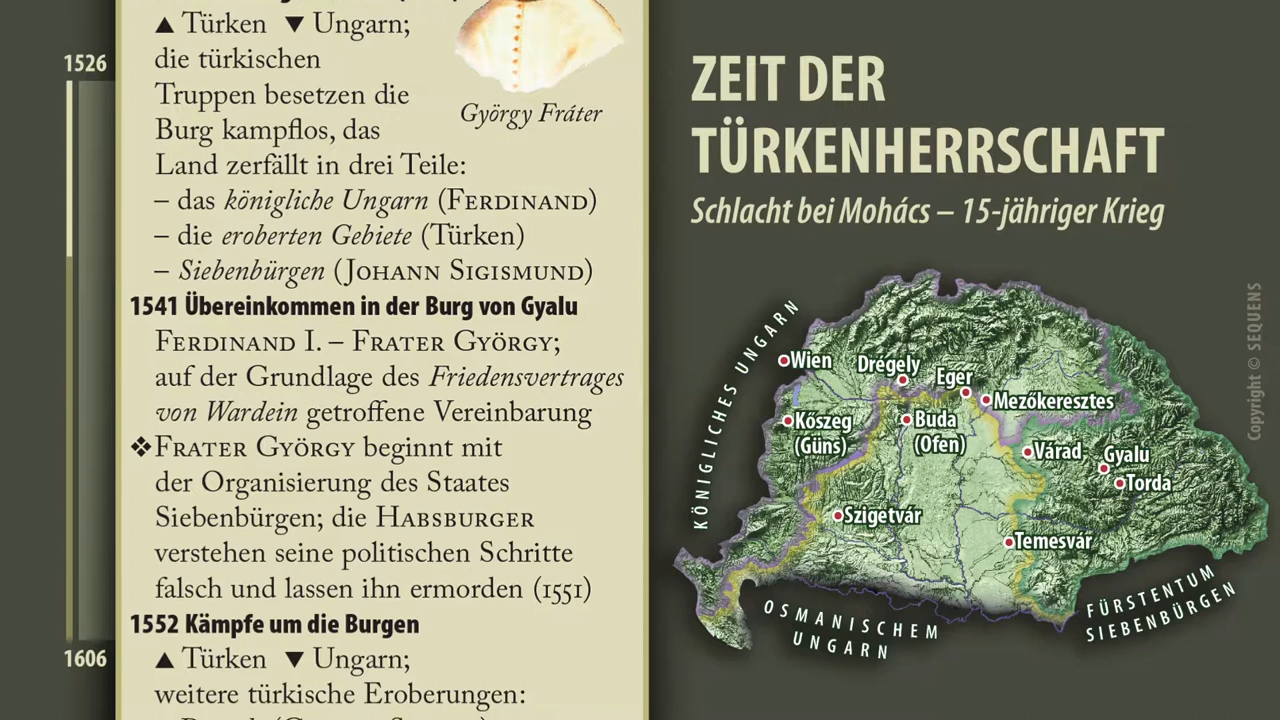 1526
1606
▲ Türken ▼ Ungarn;
die türkischen
Truppen besetzen die
Burg kampflos, das
Land zerfällt in drei Teile:
– das königliche Ungarn (Ferdinand)
– die eroberten Gebiete (Türken)
– Siebenbürgen (Johann Sigismund)
György Fráter
1541 Übereinkommen in der Burg von Gyalu
Ferdinand I. – Frater György;
auf der Grundlage des Friedensvertrages
von Wardein getroffene Vereinbarung
❖Frater György beginnt mit
der Organisierung des Staates
Siebenbürgen; die Habsburger
verstehen seine politischen Schritte
falsch und lassen ihn ermorden (1551)
1552 Kämpfe um die Burgen
▲ Türken ▼ Ungarn;
weitere türkische Eroberungen:
ZEIT DER
TÜRKENHERRSCHAFT
Schlacht bei Mohács – 15-jähriger Krieg
KÖNIGLICHES UNGARN
Wien
Drégely
Eger
Mezőkeresztes
Kőszeg
(Güns)
Buda
(Ofen)
Várad
Gyalu
Torda
Szigetvár
Temesvár
OSMANISCHEM
UNGARN
FÜRSTENTUM
SIEBENBÜRGEN
Copyright © SEQUENS